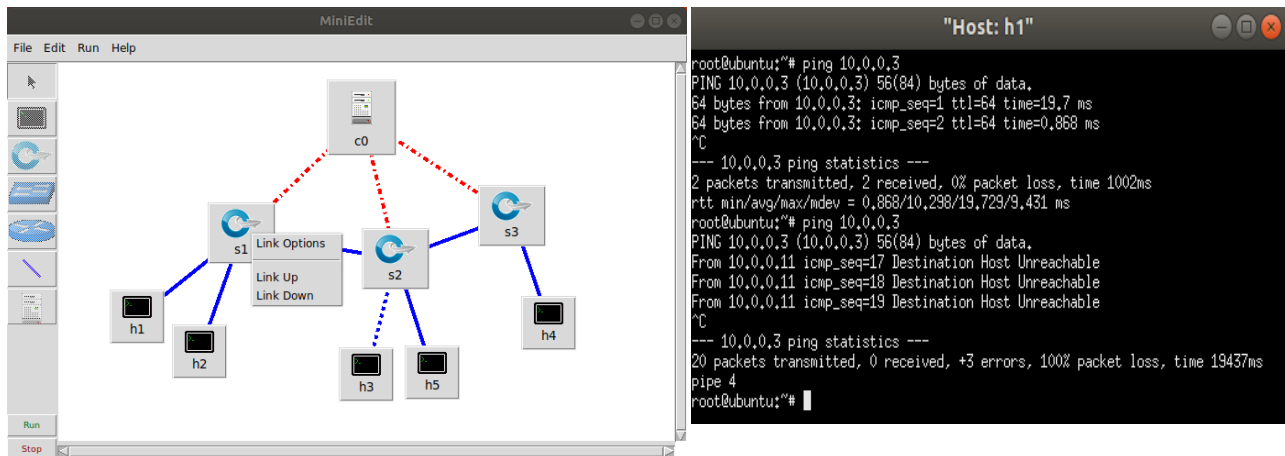 MiniEdit
File Edit Run Help
c0
s1
s2
s3
Link Options
Link Up
Link Down
h1
h2
h3
h5
h4
Run
Stop
"Host: h1"
root@ubuntu:~# ping 10.0.0.3
PING 10.0.0.3 (10.0.0.3) 56(84) bytes of data.
64 bytes from 10.0.0.3: icmp_seq=1 ttl=64 time=19.7 ms
64 bytes from 10.0.0.3: icmp_seq=2 ttl=64 time=0.868 ms
^C
--- 10.0.0.3 ping statistics ---
2 packets transmitted, 2 received, 0% packet loss, time 1002ms
rtt min/avg/max/mdev = 0.868/10.298/19.729/9.431 ms
root@ubuntu:~# ping 10.0.0.3
PING 10.0.0.3 (10.0.0.3) 56(84) bytes of data.
From 10.0.0.11 icmp_seq=17 Destination Host Unreachable
From 10.0.0.11 icmp_seq=18 Destination Host Unreachable
From 10.0.0.11 icmp_seq=19 Destination Host Unreachable
^C
--- 10.0.0.3 ping statistics ---
20 packets transmitted, 0 received, +3 errors, 100% packet loss, time 19437ms
pipe 4
root@ubuntu:~#